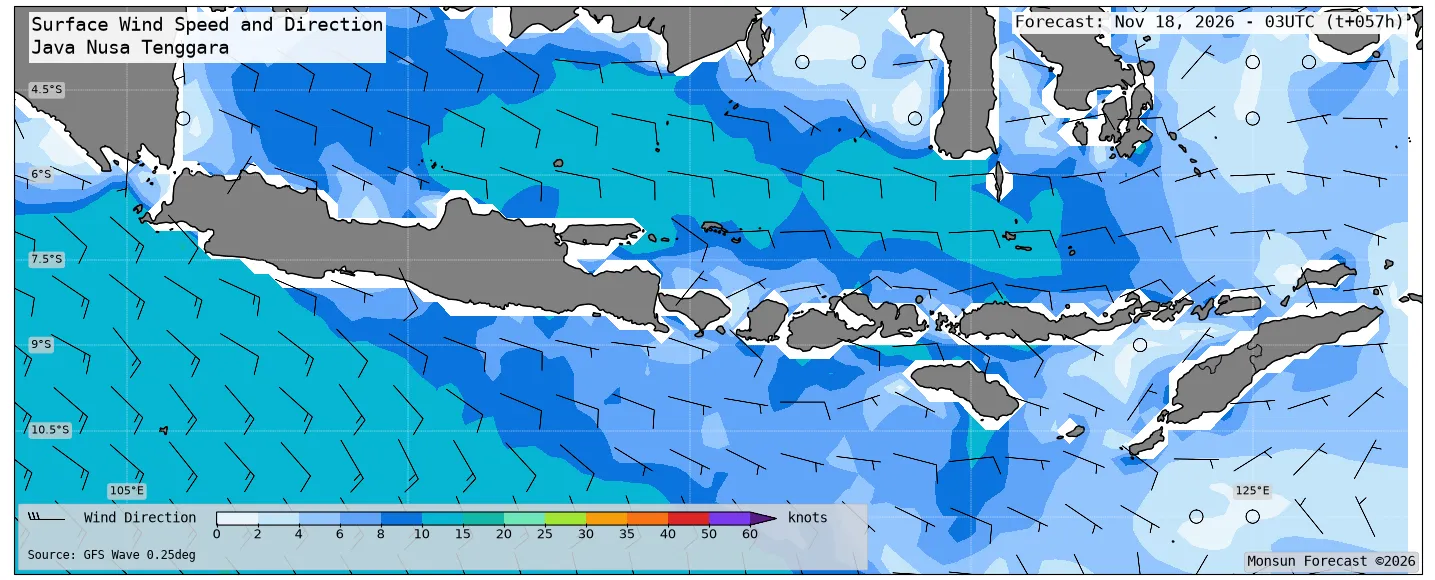 Surface Wind Speed and Direction
Java Nusa Tenggara
Forecast: Nov 18, 2026 - 03UTC (t+057h)
4.5°S
6°S
7.5°S
9°S
10.5°S
105°E
125°E
Wind Direction
0 2 4 6 8 10 15 20 25 30 35 40 50 60
knots
Source: GFS Wave 0.25deg
Monsun Forecast ©2026